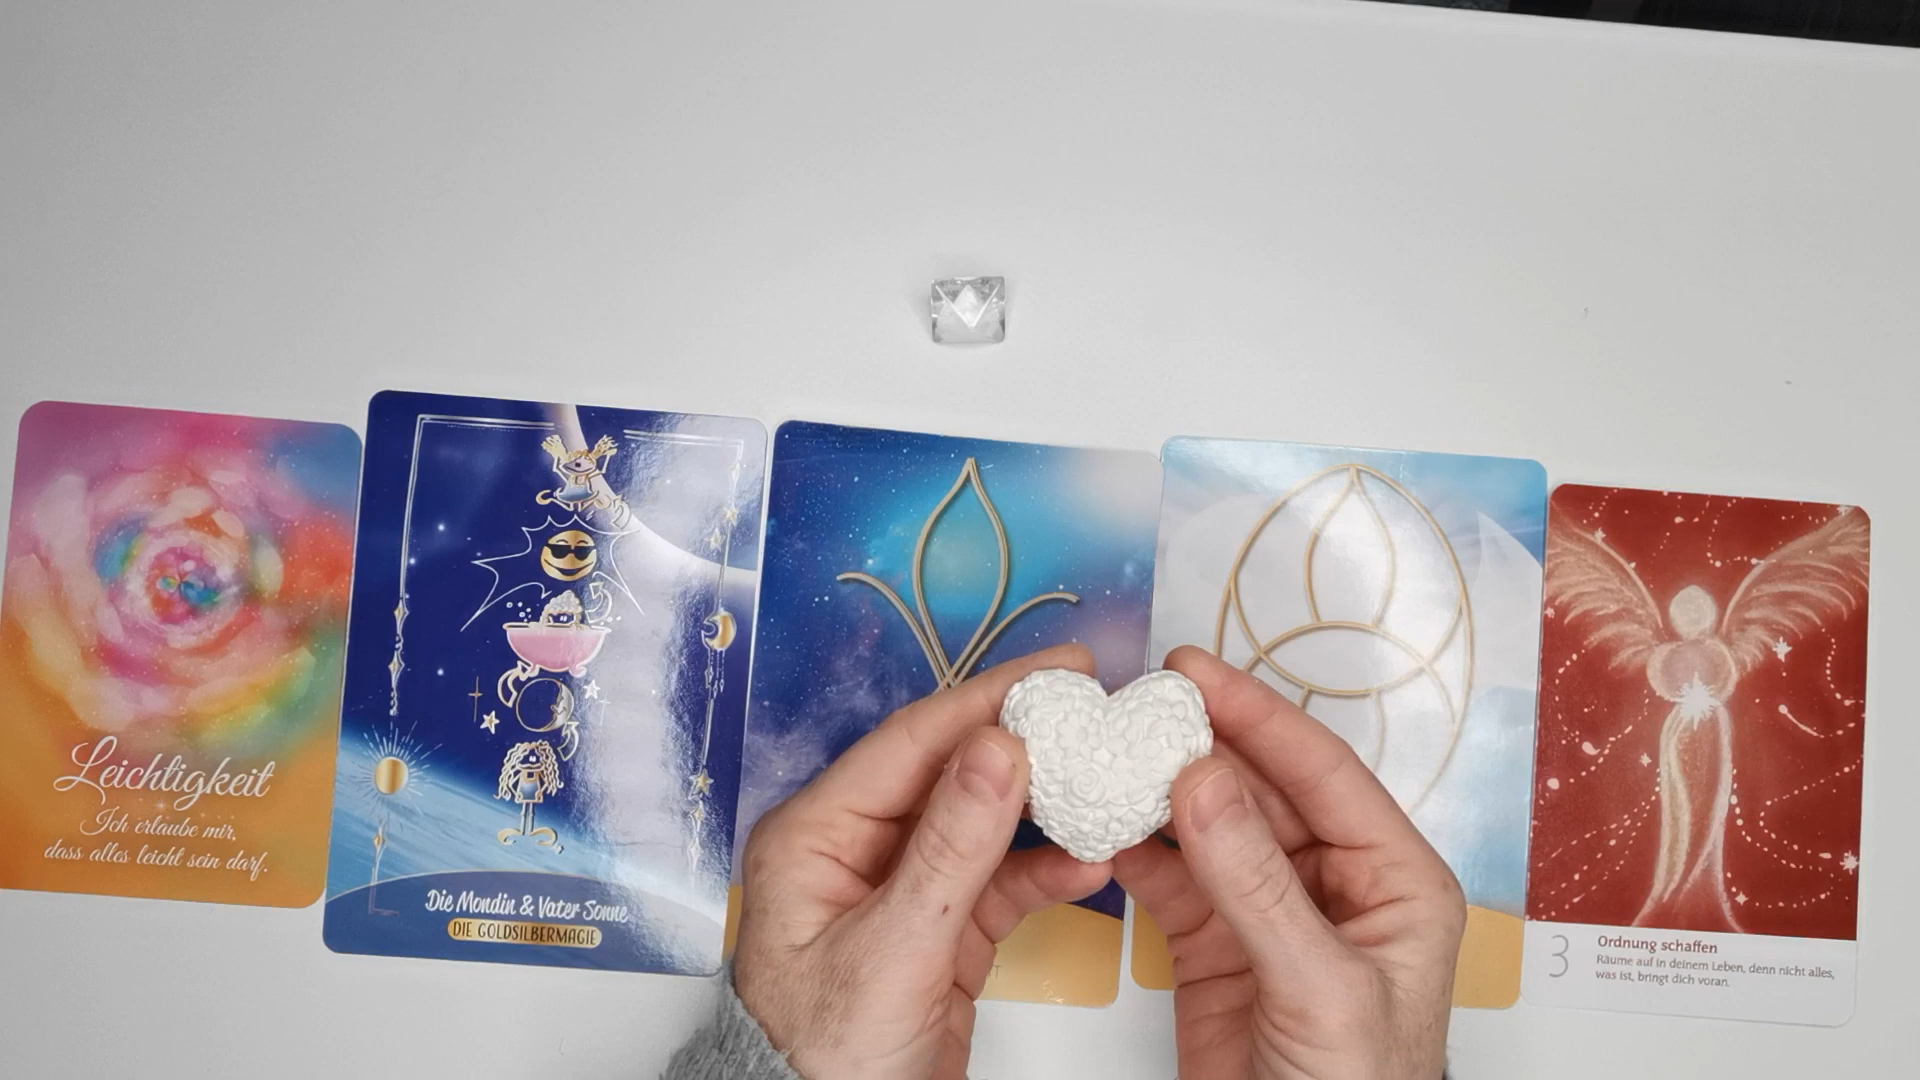 Leichtigkeit
Ich erlaube mir,
dass alles leicht sein darf.
Die Mondin & Vater Sonne
DIE GOLDSILBERMAGIE
3
Ordnung schaffen
Räume auf in deinem Leben, denn nicht alles,
was ist, bringt dich voran.